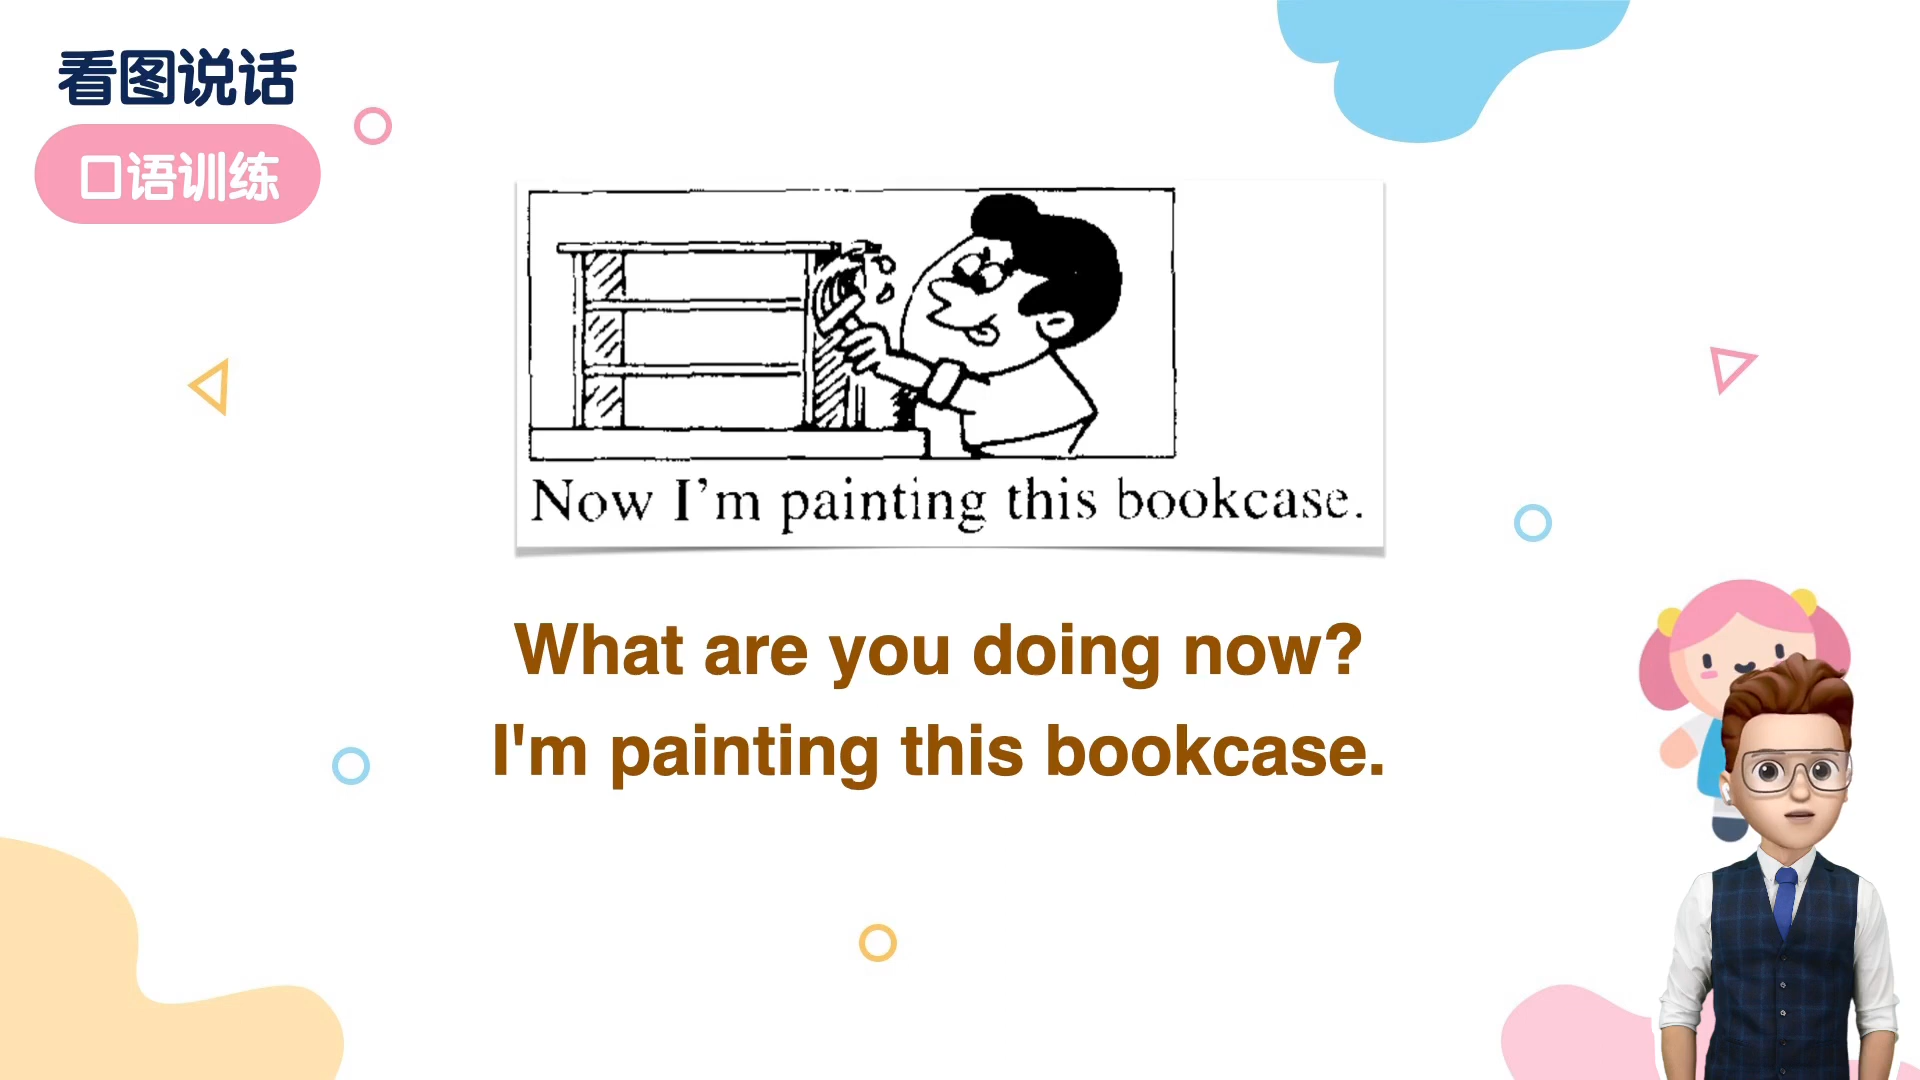 看图说话
口语训练
Now I'm painting this bookcase.
What are you doing now?
I'm painting this bookcase.